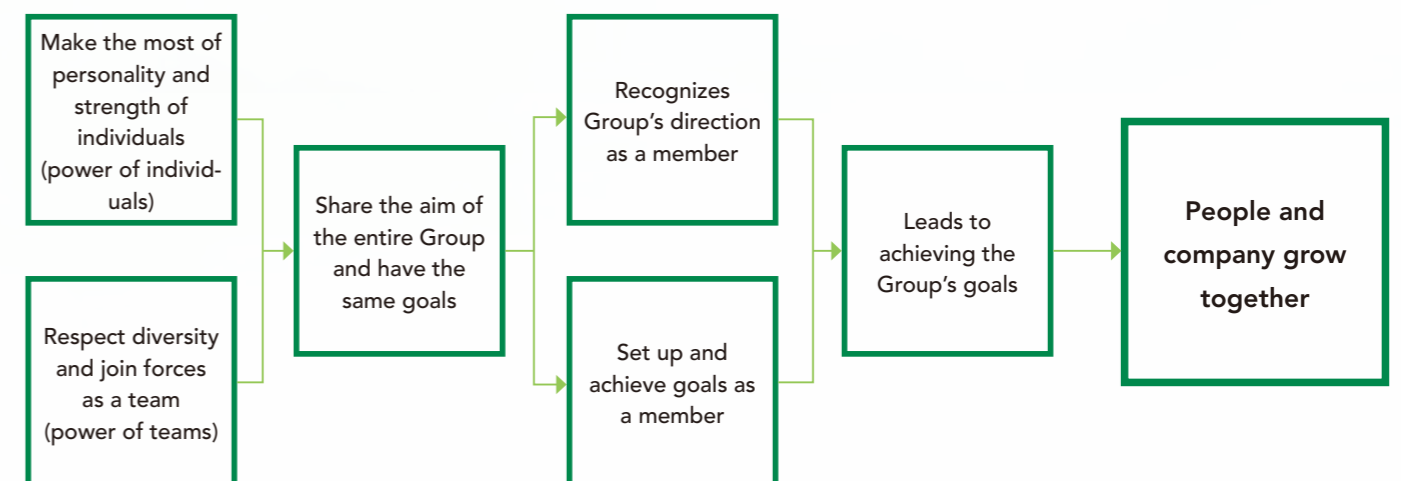 Make the most of
personality and
strength of
individuals
(power of individ-
uals)
Respect diversity
and join forces
as a team
(power of teams)
Share the aim of
the entire Group
and have the
same goals
Recognizes
Group’s direction
as a member
Set up and
achieve goals as
a member
Leads to
achieving the
Group’s goals
People and
company grow
together